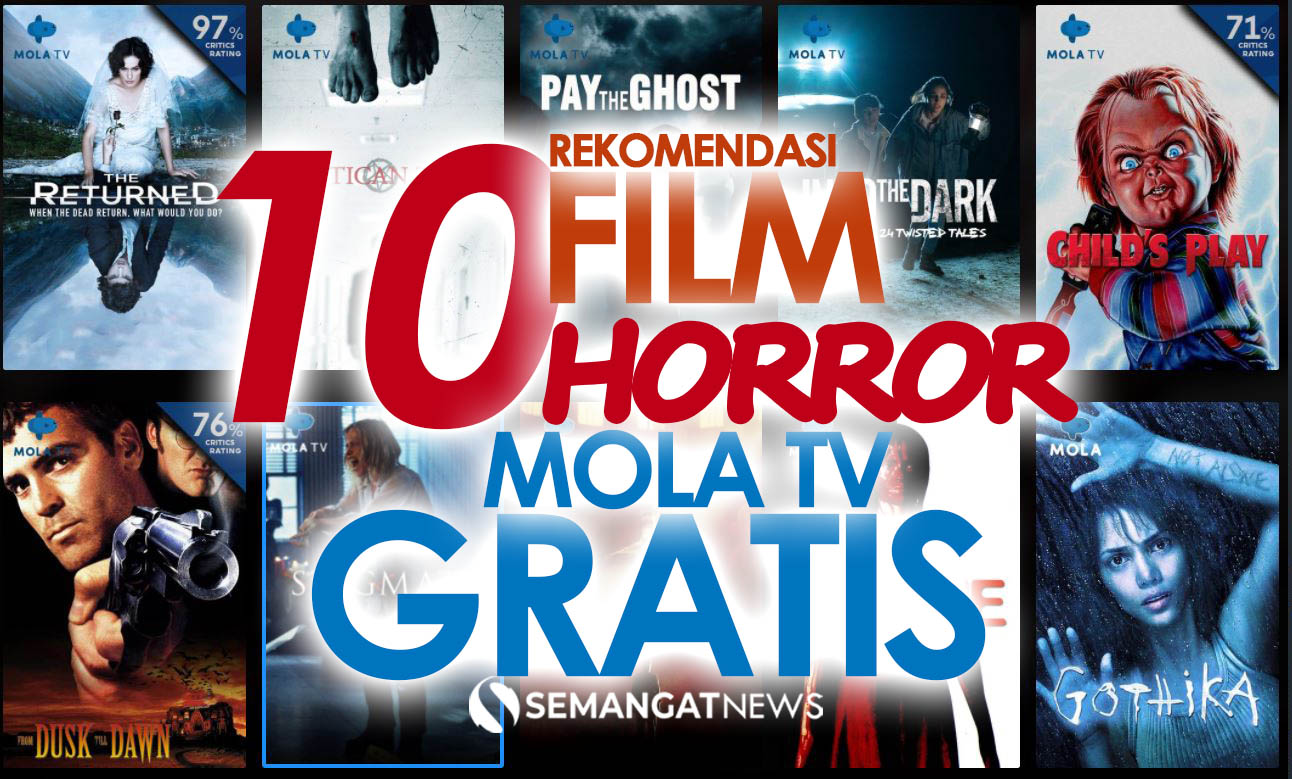 MOLA TV
97%
CRITICS
RATING
THE
RETURNED
WHEN THE DEAD RETURN, WHAT WOULD YOU DO?
MOLA TV
TICAN
MOLA TV
PAY THE GHOST
MOLA TV
THE DARK
24 TWISTED TALES
MOLA TV
71%
CRITICS
RATING
CHILD'S PLAY
10
REKOMENDASI
FILM
HORROR
MOLA TV
GRATIS
SEMANGATNEWS
76%
CRITICS
RATING
FROM DUSK TILL DAWN
MOLA TV
MOLA
NOT ALONE
GOTHIKA